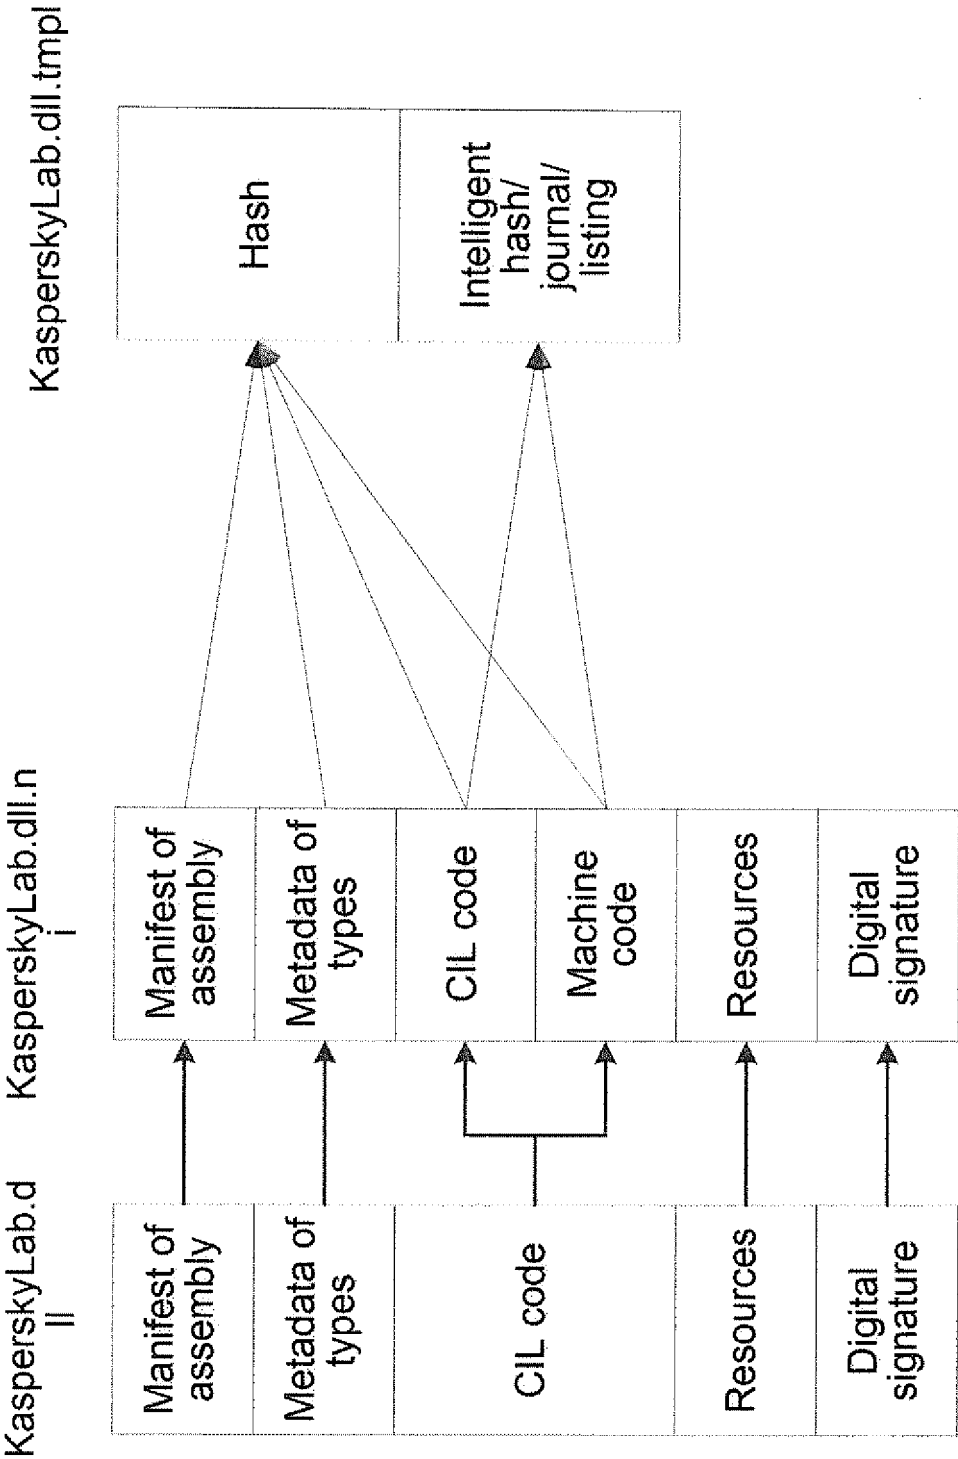 KasperskyLab.d
ll
Manifest of
assembly
Metadata of
types
CIL code
Resources
Digital
signature
KasperskyLab.dll.n
i
Manifest of
assembly
Metadata of
types
CIL code
Machine
code
Resources
Digital
signature
KasperskyLab.dll.tmpl
Hash
Intelligent
hash/
journal/
listing